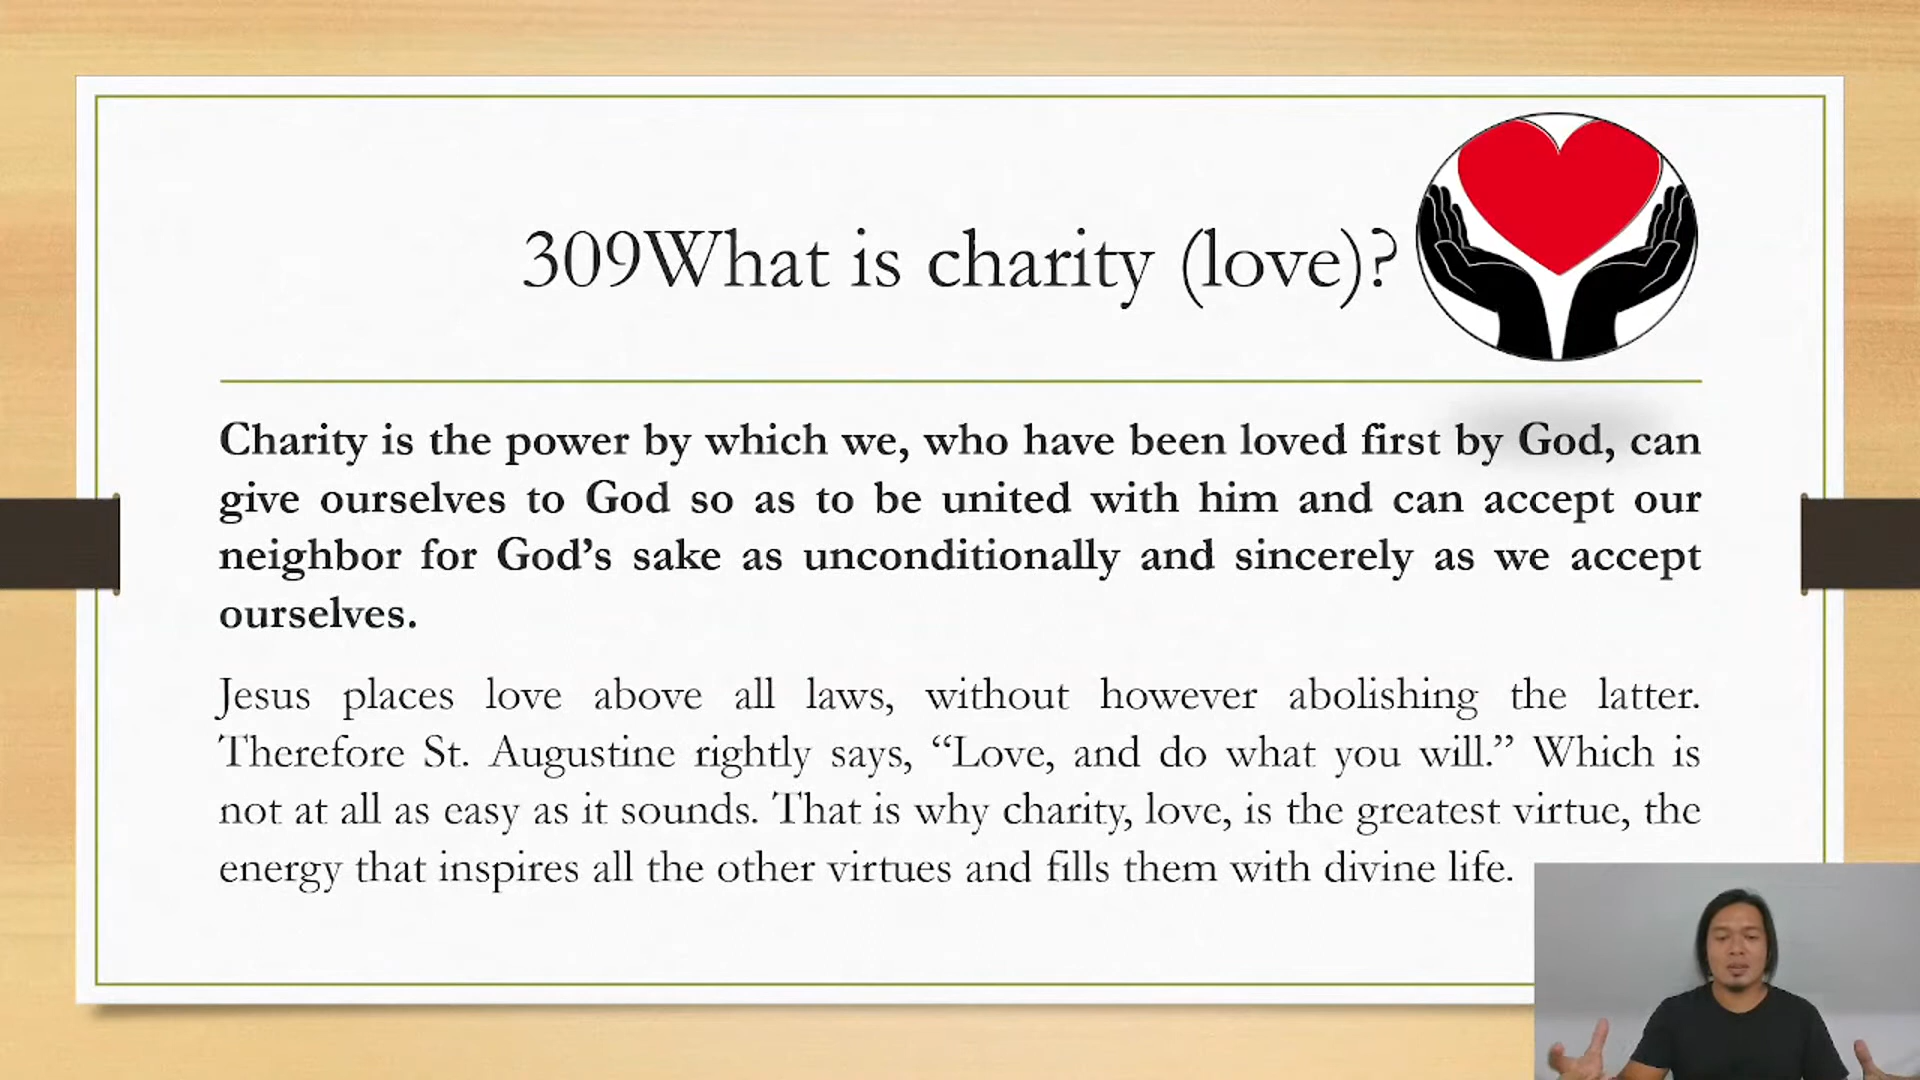 309What is charity (love)?
Charity is the power by which we, who have been loved first by God, can
give ourselves to God so as to be united with him and can accept our
neighbor for God’s sake as unconditionally and sincerely as we accept
ourselves.
Jesus places love above all laws, without however abolishing the latter.
Therefore St. Augustine rightly says, “Love, and do what you will.” Which is
not at all as easy as it sounds. That is why charity, love, is the greatest virtue, the
energy that inspires all the other virtues and fills them with divine life.